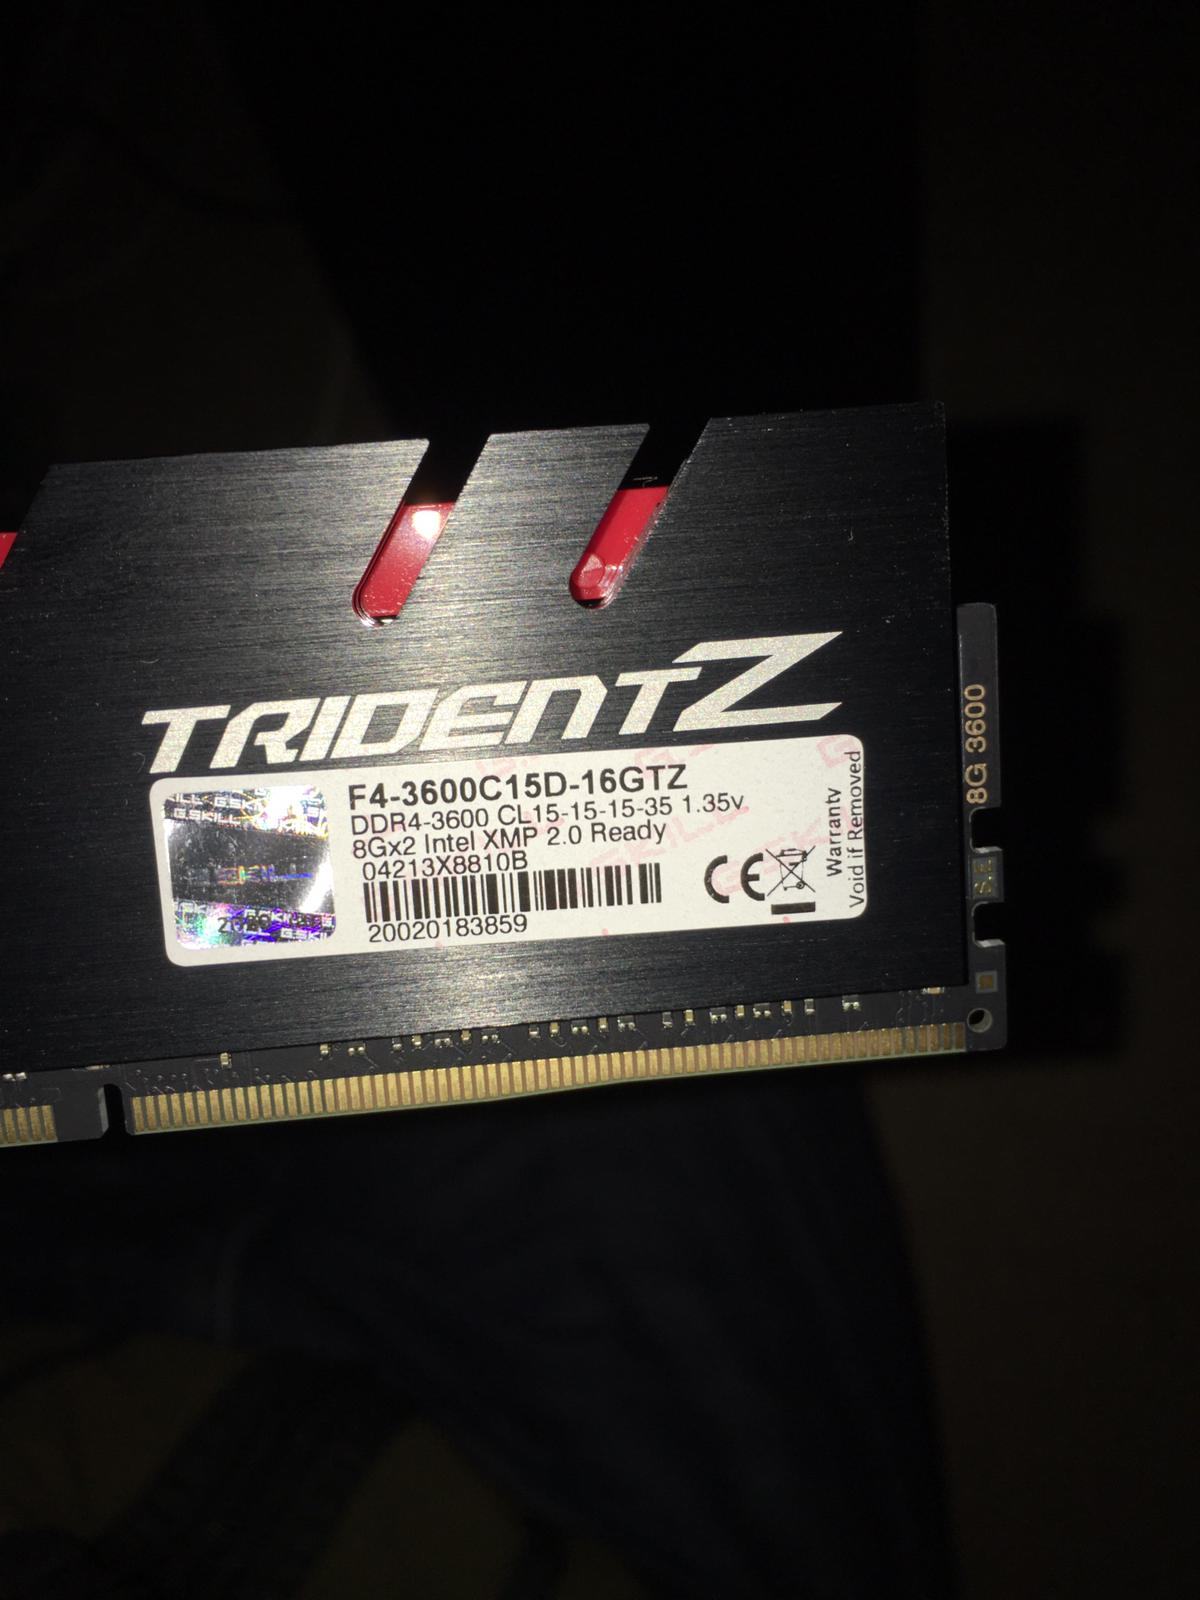 TRIDENTZ
F4-3600C15D-16GTZ
DDR4-3600 CL15-15-15-35 1.35v
8Gx2 Intel XMP 2.0 Ready
04213X8810B
20020183859
CE
Warranty
Void if Removed
G.SKILL
8G 3600